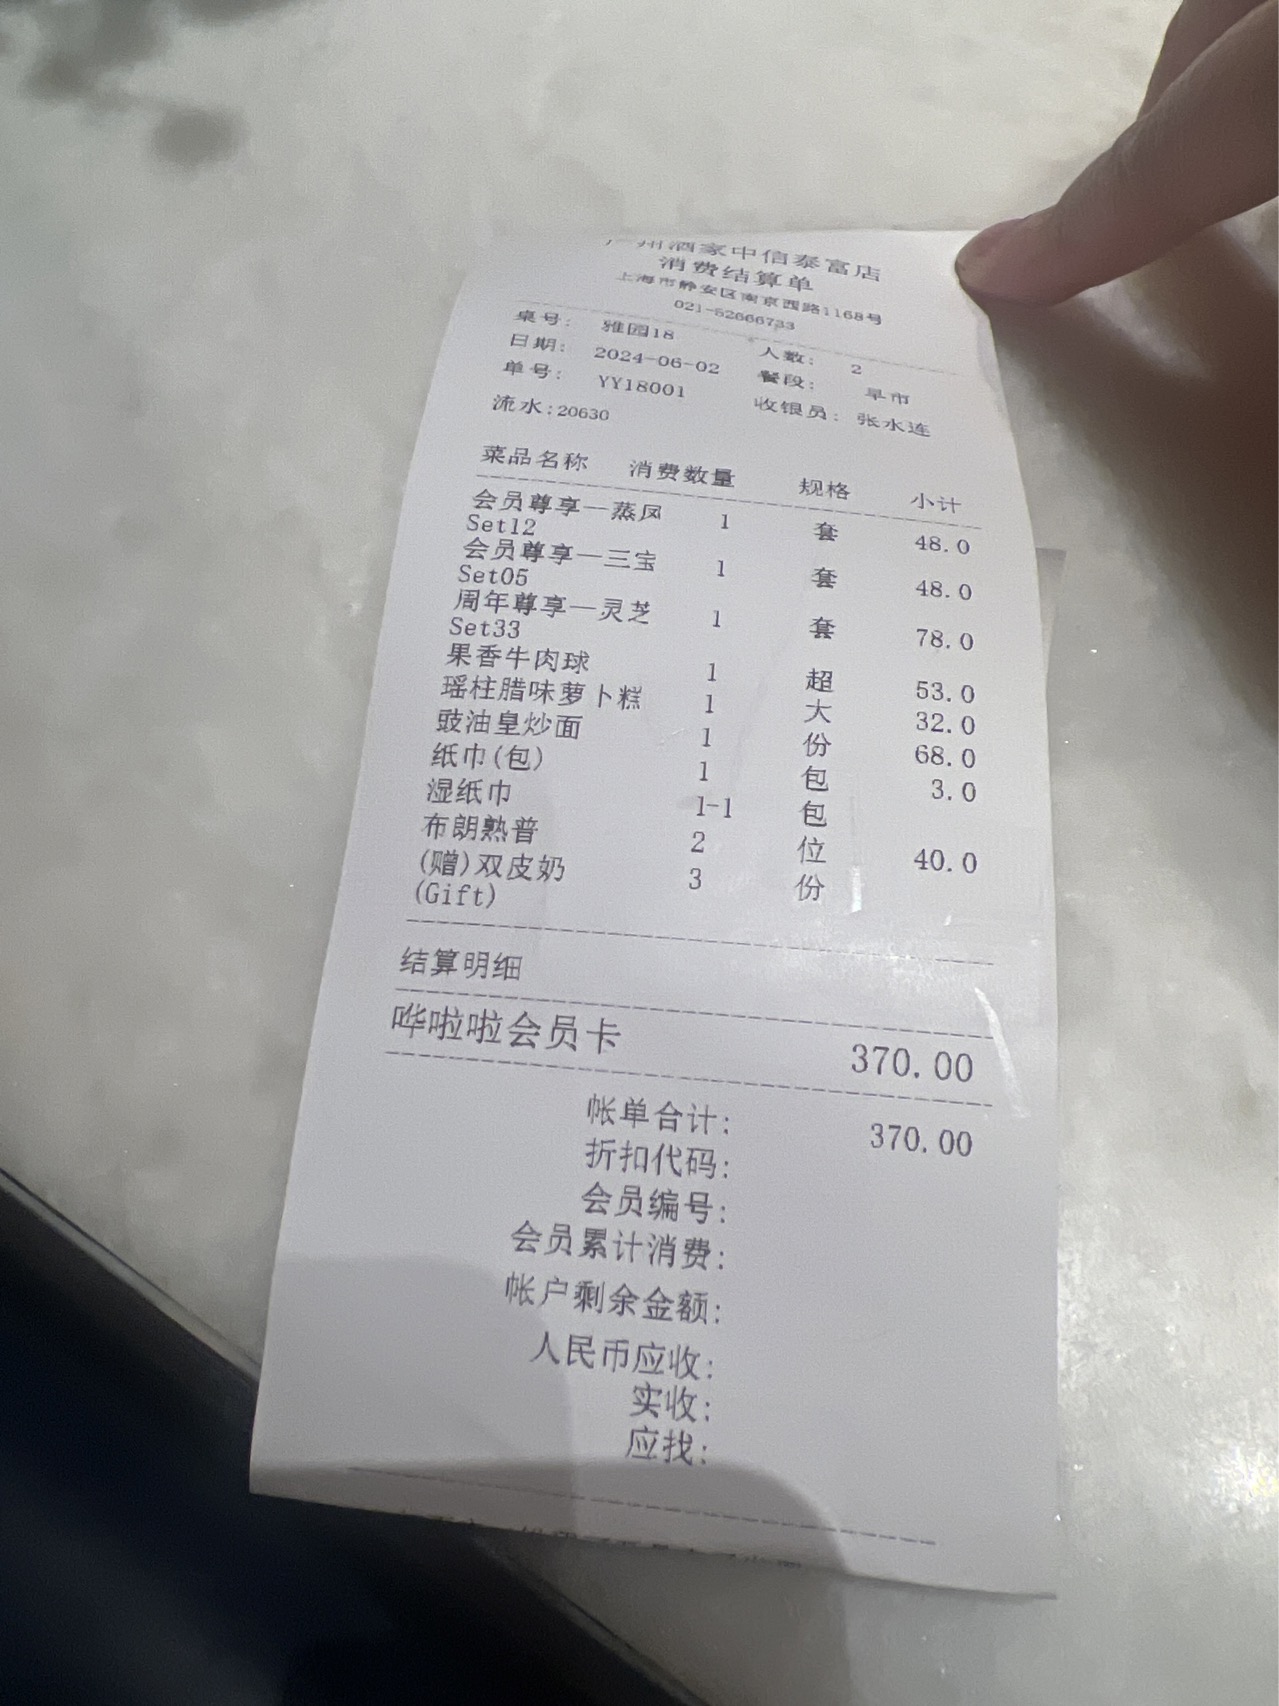 广州酒家中信泰富店
消费结算单
上海市静安区南京西路1168号
021-52666733
桌号: 雅园18 人数: 2
日期: 2024-06-02 餐段: 早市
单号: YY18001 收银员: 张水连
流水:20630
菜品名称 消费数量 规格 小计
会员尊享—蒸凤 1 套 48.0
Set12
会员尊享—三宝 1 套 48.0
Set05
周年尊享—灵芝 1 套 78.0
Set33
果香牛肉球 1 超 53.0
瑶柱腊味萝卜糕 1 大 32.0
豉油皇炒面 1 份 68.0
纸巾(包) 1 包 3.0
湿纸巾 1-1 包
布朗熟普 2 位 40.0
(赠)双皮奶 3 份
(Gift)
结算明细
哗啦啦会员卡 370.00
帐单合计: 370.00
折扣代码:
会员编号:
会员累计消费:
帐户剩余金额:
人民币应收:
实收:
应找: